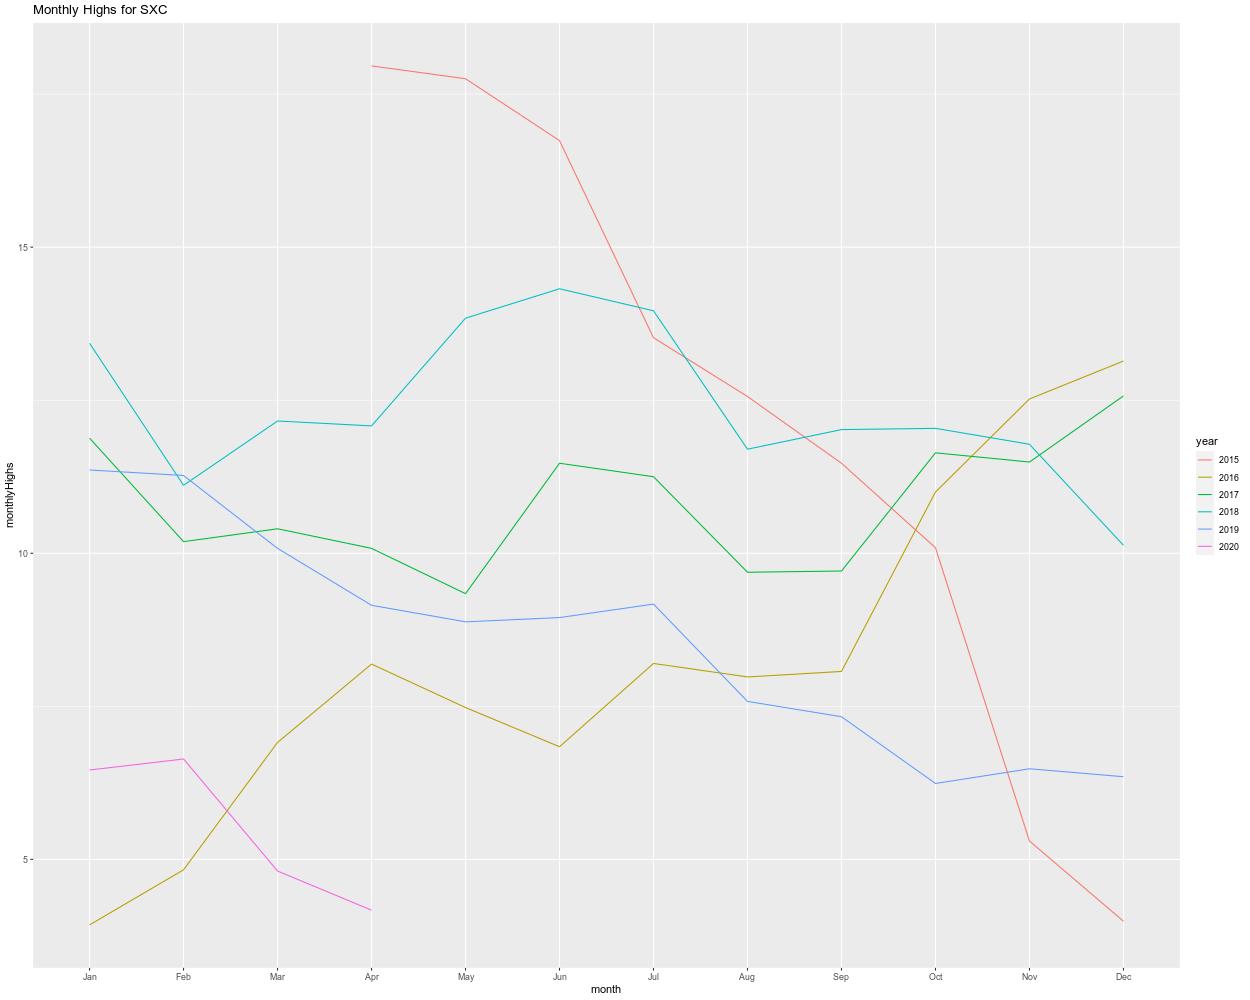 Monthly Highs for SXC
monthlyHighs
15
10
5
Jan
Feb
Mar
Apr
May
Jun
Jul
Aug
Sep
Oct
Nov
Dec
month
year
2015
2016
2017
2018
2019
2020